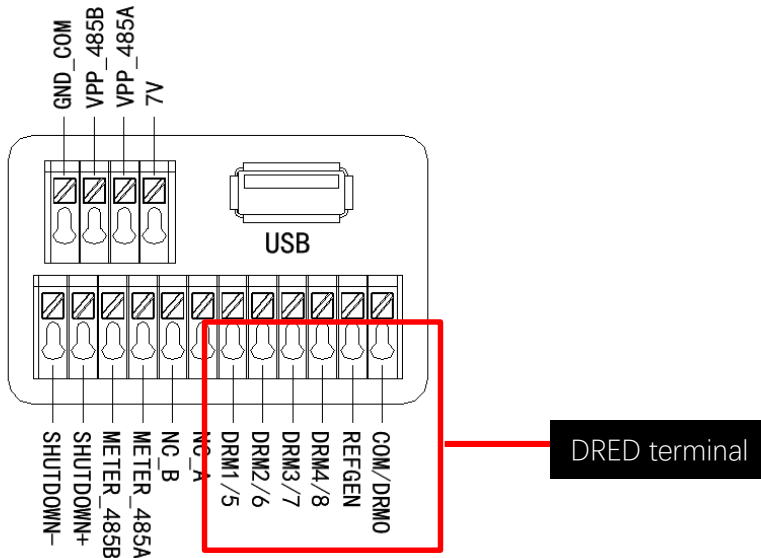 GND_COM
VPP_485B
VPP_485A
7V
USB
SHUTDOWN-
SHUTDOWN+
METER_485B
METER_485A
NC_B
NC_A
DRM1/5
DRM2/6
DRM3/7
DRM4/8
REFGEN
COM/DRM0
DRED terminal